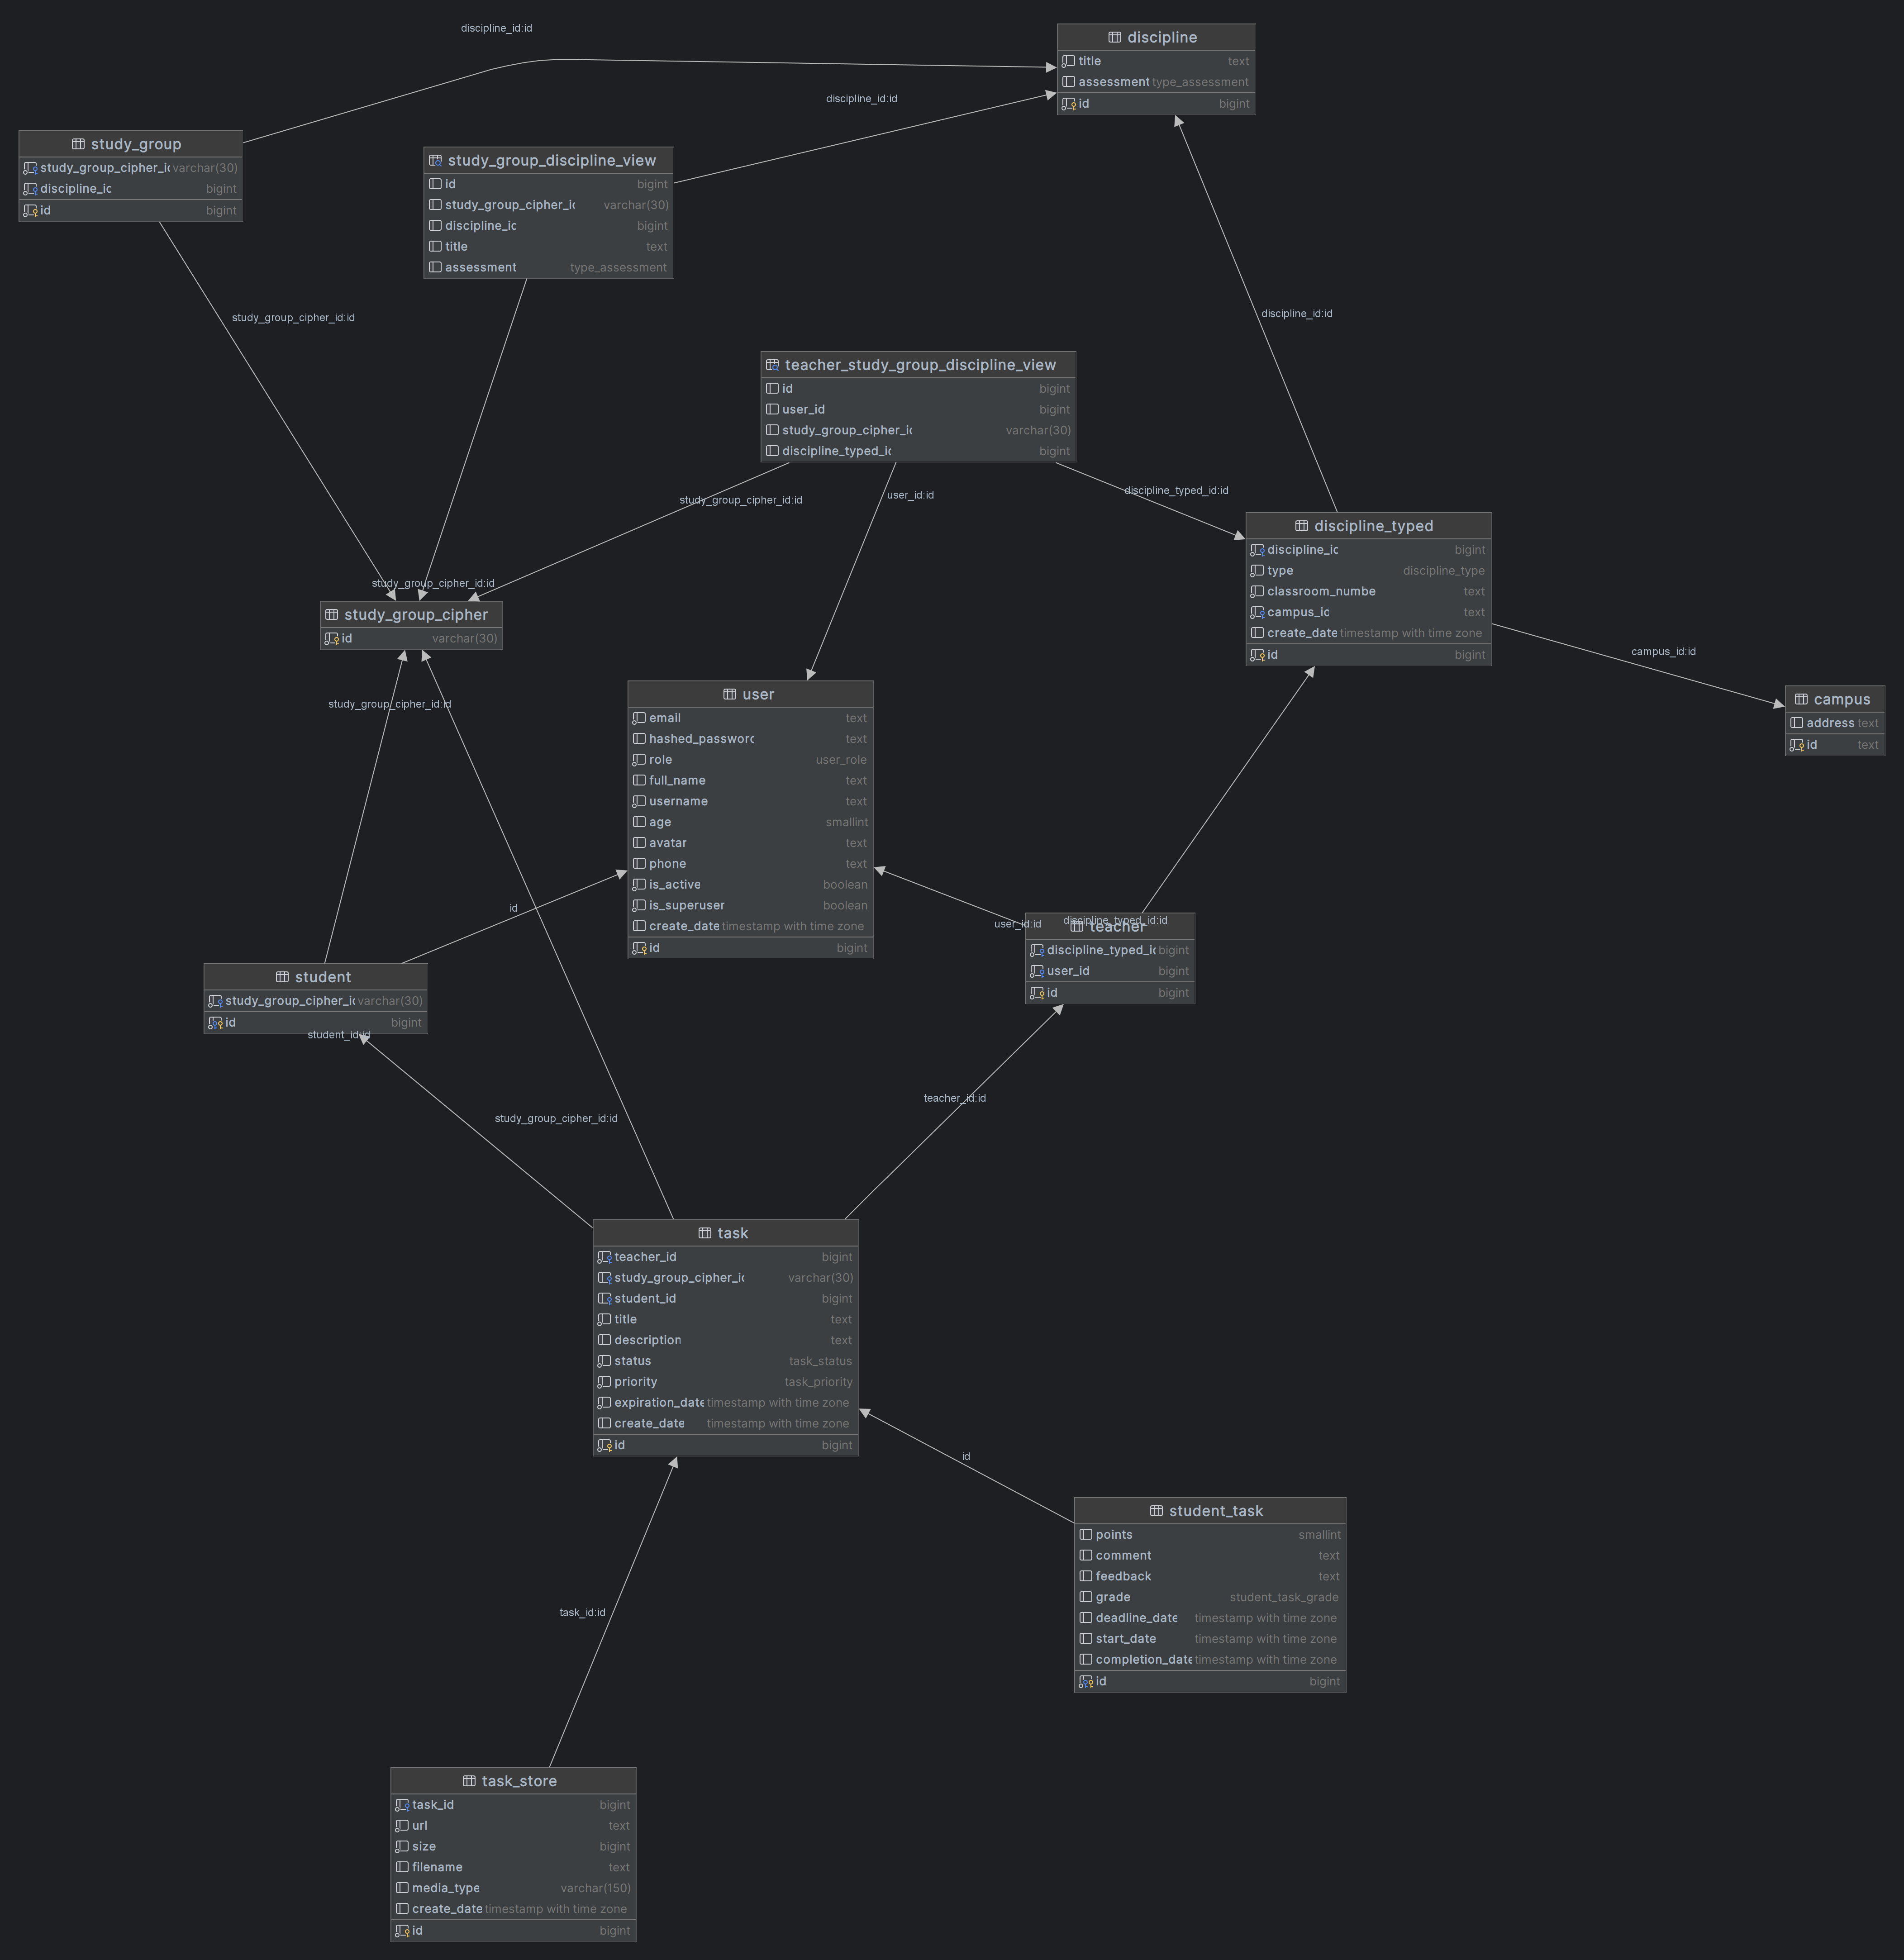 discipline_id:id
discipline
title text
assessment type_assessment
id bigint
discipline_id:id
study_group
study_group_cipher_id varchar(30)
discipline_id bigint
id bigint
study_group_discipline_view
id bigint
study_group_cipher_id varchar(30)
discipline_id bigint
title text
assessment type_assessment
study_group_cipher_id:id
discipline_id:id
teacher_study_group_discipline_view
id bigint
user_id bigint
study_group_cipher_id varchar(30)
discipline_typed_id bigint
study_group_cipher_id:id
user_id:id
discipline_typed_id:id
discipline_typed
discipline_id bigint
type discipline_type
classroom_numbe text
campus_id text
create_date timestamp with time zone
id bigint
study_group_cipher_id:id
study_group_cipher
id varchar(30)
campus_id:id
campus
address text
id text
study_group_cipher_id:id
user
email text
hashed_password text
role user_role
full_name text
username text
age smallint
avatar text
phone text
is_active boolean
is_superuser boolean
create_date timestamp with time zone
id bigint
id
user_id:id
discipline_typed_id:id
teacher
discipline_typed_id bigint
user_id bigint
id bigint
student
study_group_cipher_id varchar(30)
id bigint
student_id:id
study_group_cipher_id:id
teacher_id:id
task
teacher_id bigint
study_group_cipher_id varchar(30)
student_id bigint
title text
description text
status task_status
priority task_priority
expiration_date timestamp with time zone
create_date timestamp with time zone
id bigint
id
student_task
points smallint
comment text
feedback text
grade student_task_grade
deadline_date timestamp with time zone
start_date timestamp with time zone
completion_date timestamp with time zone
id bigint
task_id:id
task_store
task_id bigint
url text
size bigint
filename text
media_type varchar(150)
create_date timestamp with time zone
id bigint